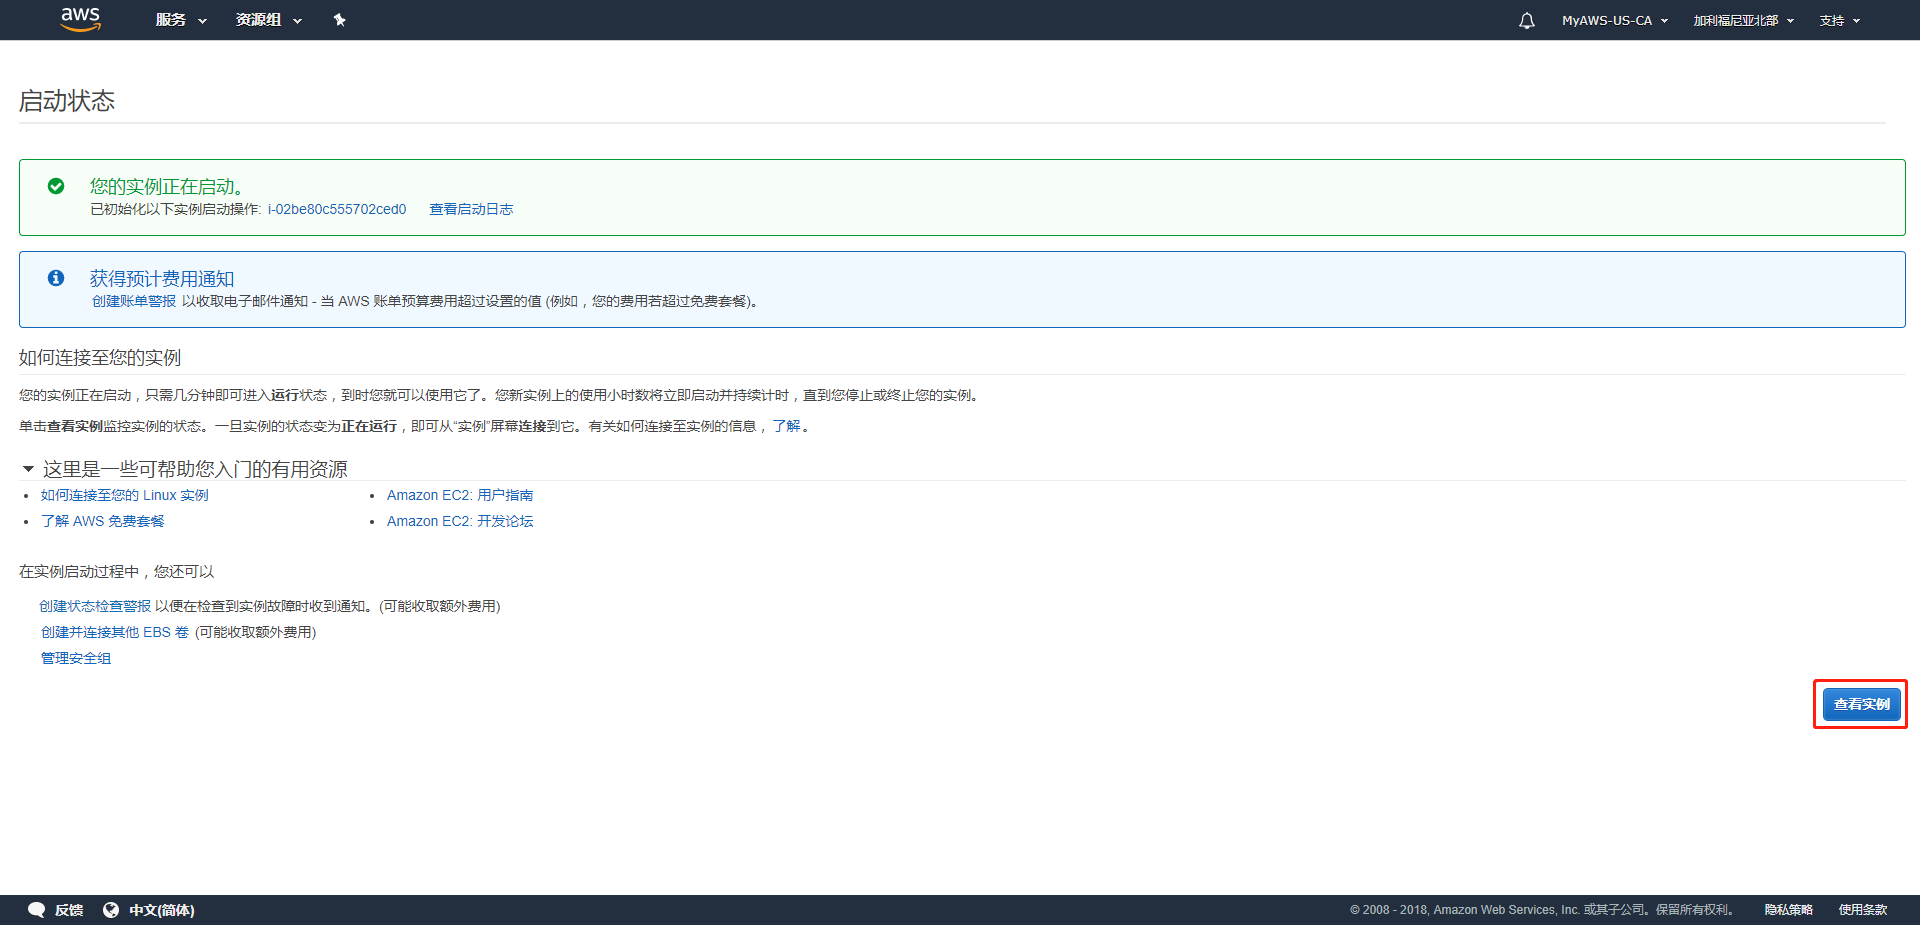 aws 服务 资源组 MyAWS-US-CA 加利福尼亚北部 支持
启动状态
您的实例正在启动。
已初始化以下实例启动操作: i-02be80c555702ced0 查看启动日志
获得预计费用通知
创建账单警报 以收取电子邮件通知 - 当 AWS 账单预算费用超过设置的值 (例如，您的费用若超过免费套餐)。
如何连接至您的实例
您的实例正在启动，只需几分钟即可进入运行状态，到时您就可以使用它了。您新实例上的使用小时数将立即启动并持续计时，直到您停止或终止您的实例。
单击查看实例监控实例的状态。一旦实例的状态变为正在运行，即可从“实例”屏幕连接到它。有关如何连接至实例的信息，了解。
这里是一些可帮助您入门的有用资源
如何连接至您的 Linux 实例 Amazon EC2: 用户指南
了解 AWS 免费套餐 Amazon EC2: 开发论坛
在实例启动过程中，您还可以
创建状态检查警报 以便在检查到实例故障时收到通知。(可能收取额外费用)
创建并连接其他 EBS 卷 (可能收取额外费用)
管理安全组
查看实例
反馈 中文(简体) © 2008 - 2018, Amazon Web Services, Inc. 或其子公司。保留所有权利。 隐私策略 使用条款